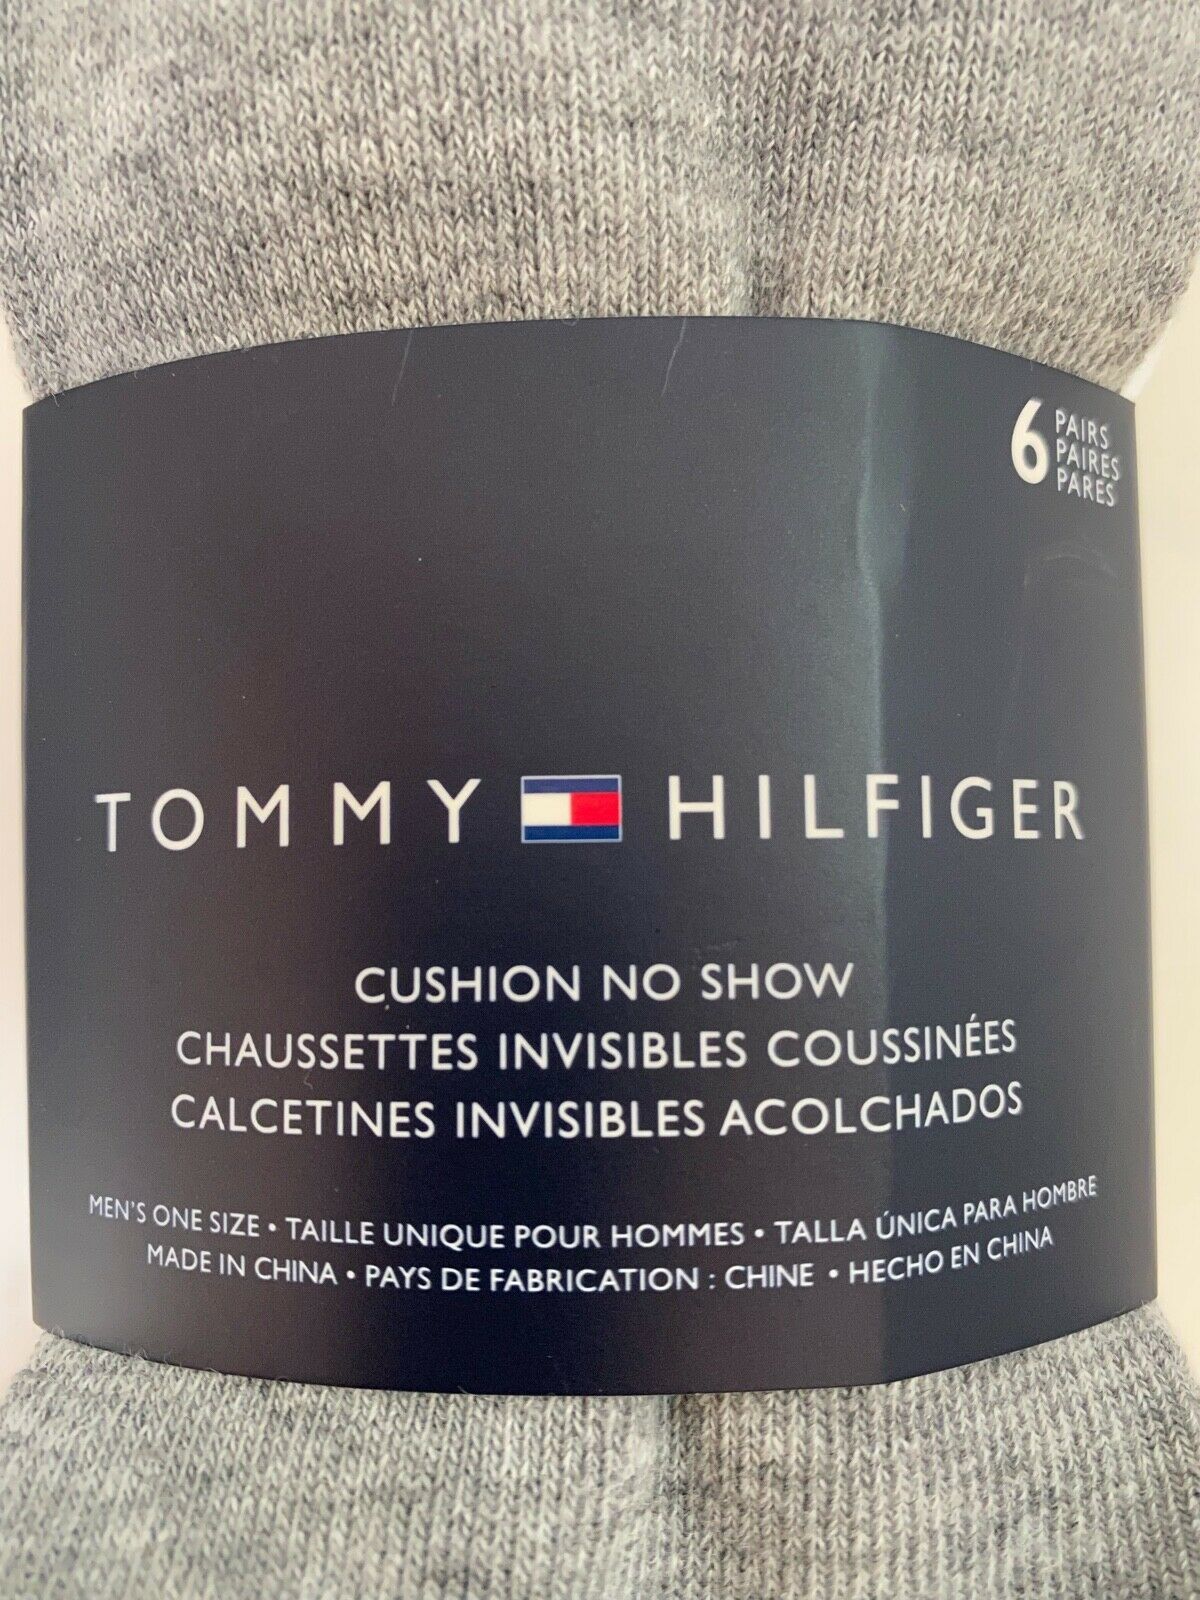 6 PAIRS
PAIRES
PARES
TOMMY HILFIGER
CUSHION NO SHOW
CHAUSSETTES INVISIBLES COUSSINÉES
CALCETINES INVISIBLES ACOLCHADOS
MEN'S ONE SIZE • TAILLE UNIQUE POUR HOMMES • TALLA ÚNICA PARA HOMBRE
MADE IN CHINA • PAYS DE FABRICATION : CHINE • HECHO EN CHINA